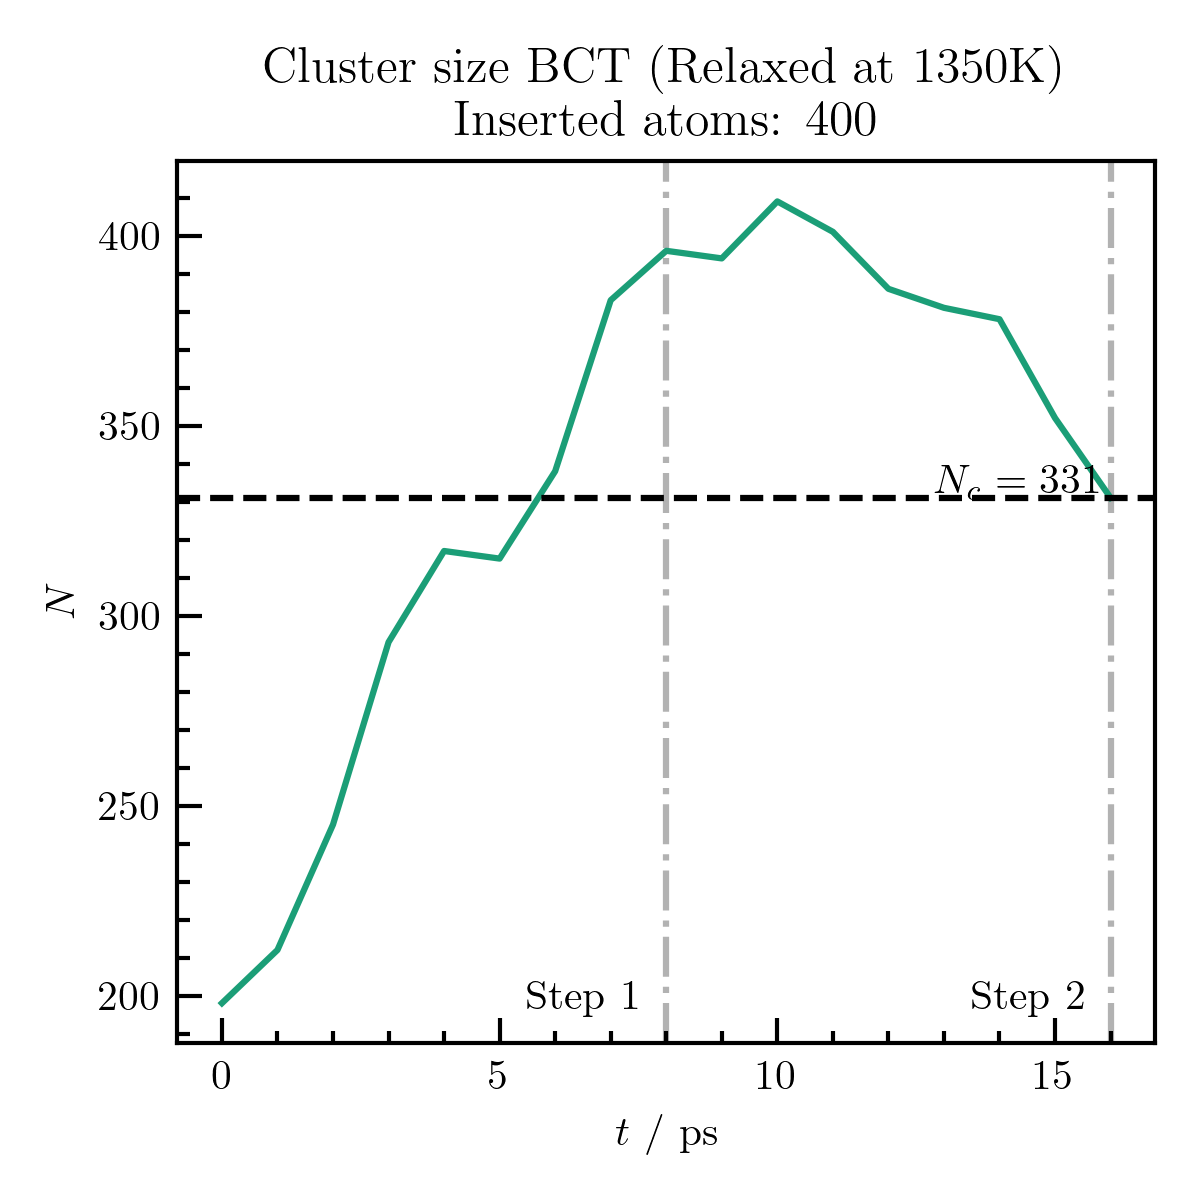 Cluster size BCT (Relaxed at 1350K)
Inserted atoms: 400
400
350
300
250
200
N
N_c = 331
Step 1
Step 2
0
5
10
15
t / ps